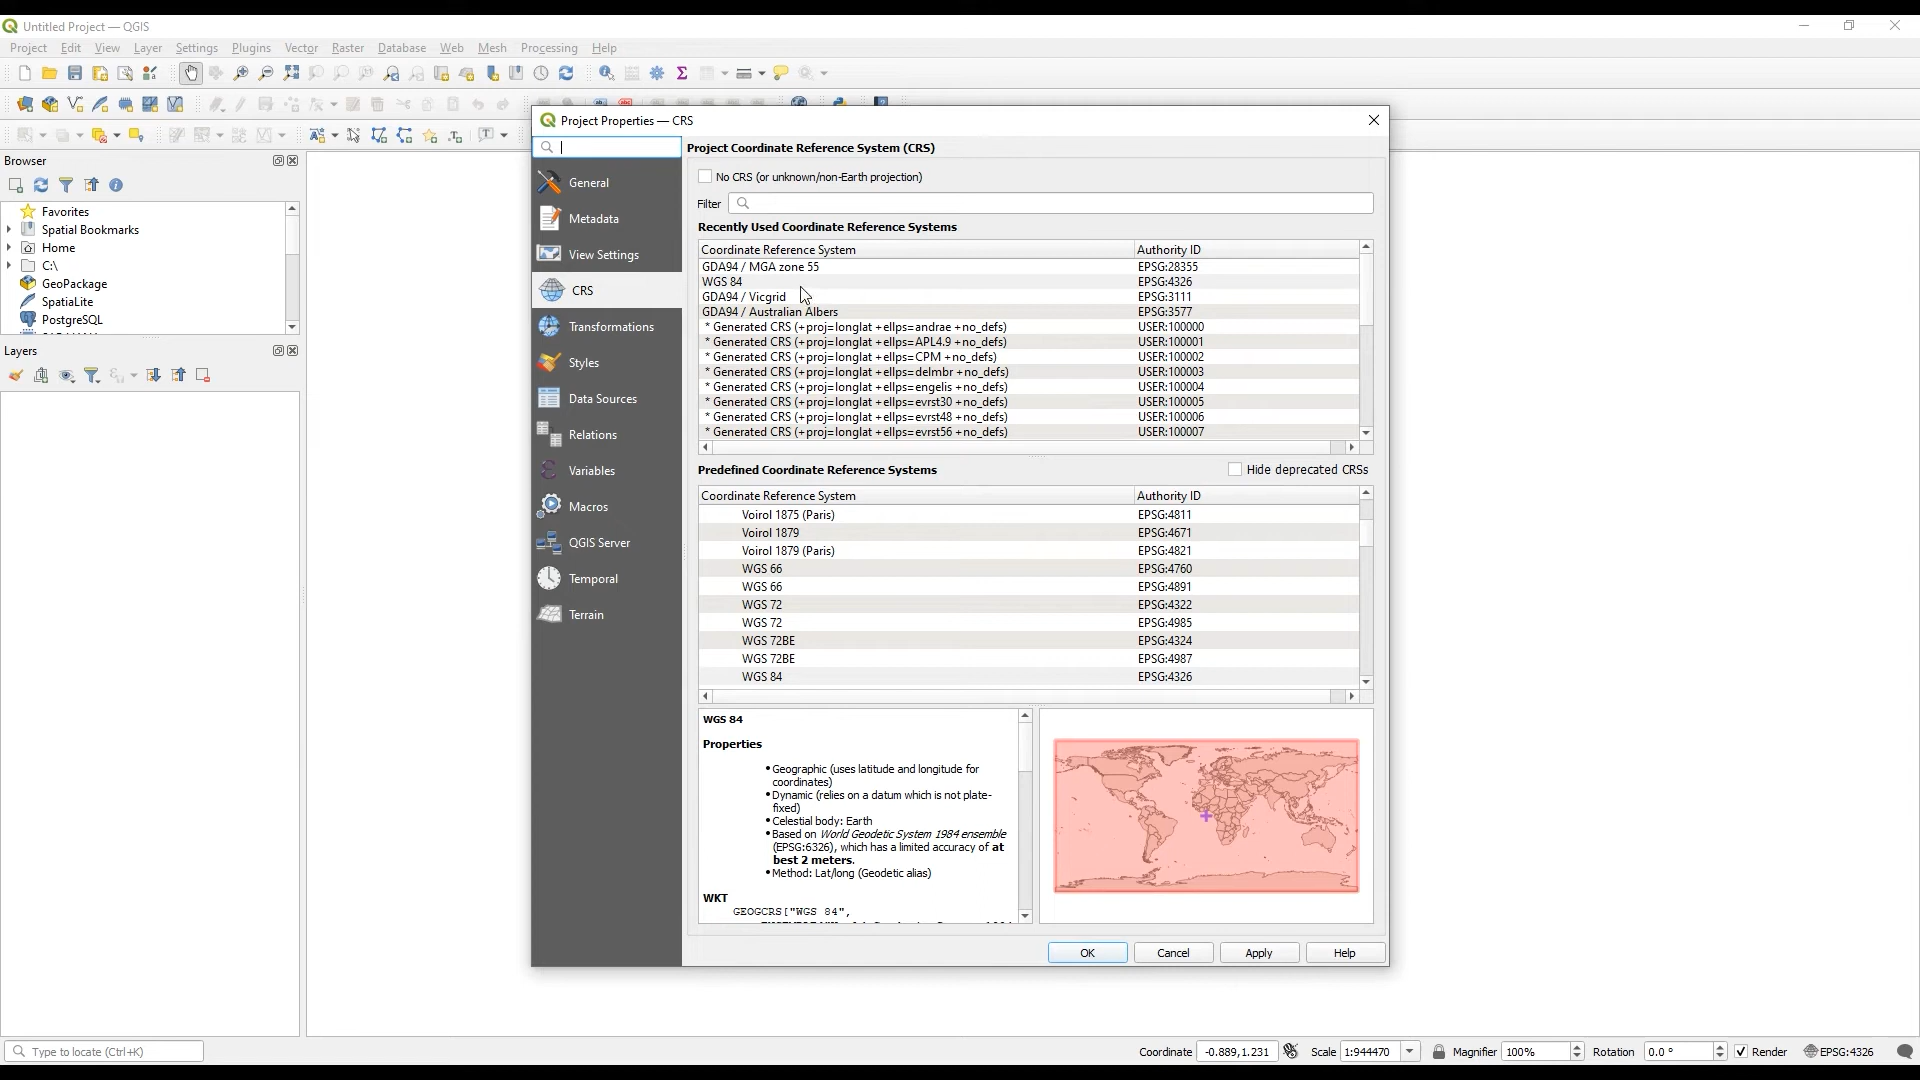 Untitled Project — QGIS
Project Edit View Layer Settings Plugins Vector Raster Database Web Mesh Processing Help
Project Properties — CRS
Browser
Favorites
Spatial Bookmarks
Home
C:\
GeoPackage
SpatiaLite
PostgreSQL
Layers
General
Metadata
View Settings
CRS
Transformations
Styles
Data Sources
Relations
Variables
Macros
QGIS Server
Temporal
Terrain
Project Coordinate Reference System (CRS)
No CRS (or unknown/non-Earth projection)
Filter
Recently Used Coordinate Reference Systems
Coordinate Reference System Authority ID
GDA94 / MGA zone 55 EPSG:28355
WGS 84 EPSG:4326
GDA94 / Vicgrid EPSG:3111
GDA94 / Australian Albers EPSG:3577
* Generated CRS (+proj=longlat +ellps=andrae +no_defs) USER:100000
* Generated CRS (+proj=longlat +ellps=APL4.9 +no_defs) USER:100001
* Generated CRS (+proj=longlat +ellps=CPM +no_defs) USER:100002
* Generated CRS (+proj=longlat +ellps=delmbr +no_defs) USER:100003
* Generated CRS (+proj=longlat +ellps=engelis +no_defs) USER:100004
* Generated CRS (+proj=longlat +ellps=evrst30 +no_defs) USER:100005
* Generated CRS (+proj=longlat +ellps=evrst48 +no_defs) USER:100006
* Generated CRS (+proj=longlat +ellps=evrst56 +no_defs) USER:100007
Predefined Coordinate Reference Systems Hide deprecated CRSs
Coordinate Reference System Authority ID
Voirol 1875 (Paris) EPSG:4811
Voirol 1879 EPSG:4671
Voirol 1879 (Paris) EPSG:4821
WGS 66 EPSG:4760
WGS 66 EPSG:4891
WGS 72 EPSG:4322
WGS 72 EPSG:4985
WGS 72BE EPSG:4324
WGS 72BE EPSG:4987
WGS 84 EPSG:4326
WGS 84
Properties
• Geographic (uses latitude and longitude for
coordinates)
• Dynamic (relies on a datum which is not plate-
fixed)
• Celestial body: Earth
• Based on World Geodetic System 1984 ensemble
(EPSG:6326), which has a limited accuracy of at
best 2 meters.
• Method: Lat/long (Geodetic alias)
WKT
GEOGCRS["WGS 84",
OK Cancel Apply Help
Type to locate (Ctrl+K) Coordinate -0.889,1.231 Scale 1:944470 Magnifier 100% Rotation 0.0 ° Render EPSG:4326